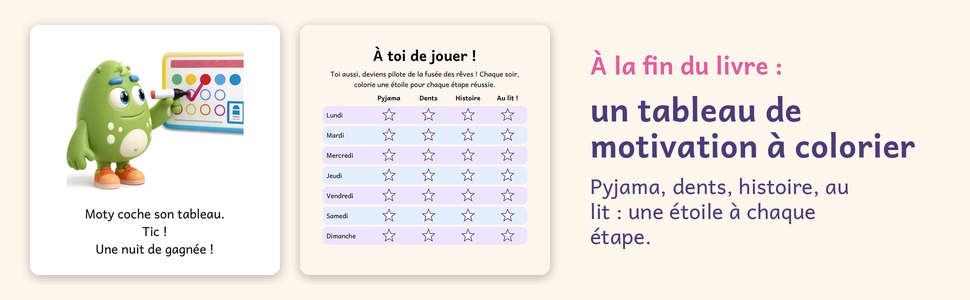 Moty coche son tableau.
Tic !
Une nuit de gagnée !
À toi de jouer !
Toi aussi, deviens pilote de la fusée des rêves ! Chaque soir,
colorie une étoile pour chaque étape réussie.
Pyjama Dents Histoire Au lit !
Lundi
Mardi
Mercredi
Jeudi
Vendredi
Samedi
Dimanche
À la fin du livre :
un tableau de
motivation à colorier
Pyjama, dents, histoire, au
lit : une étoile à chaque
étape.